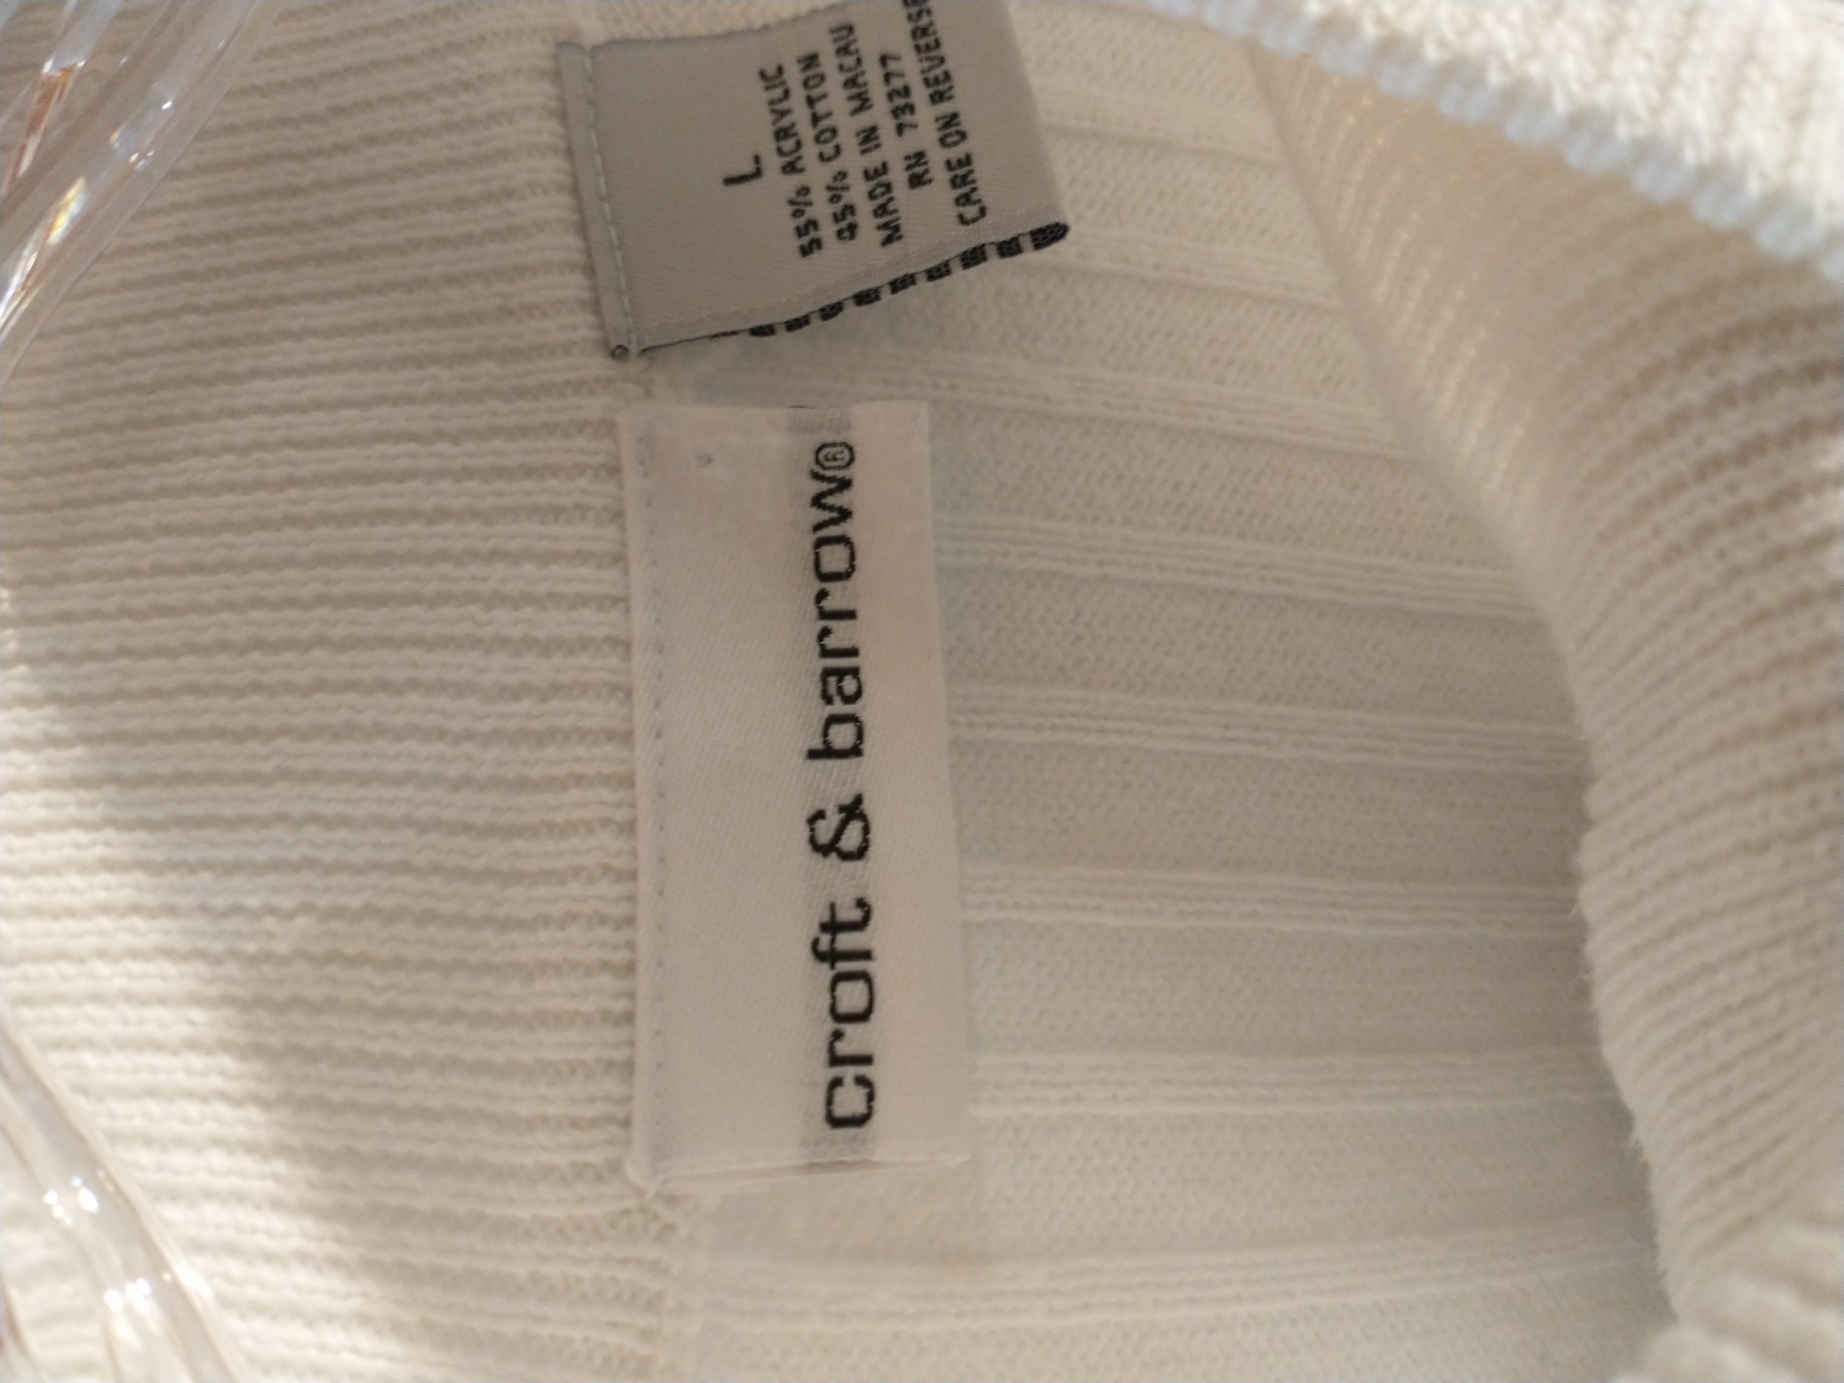 croft & barrow®
L
55% ACRYLIC
45% COTTON
MADE IN MACAU
RN 73277
CARE ON REVERSE